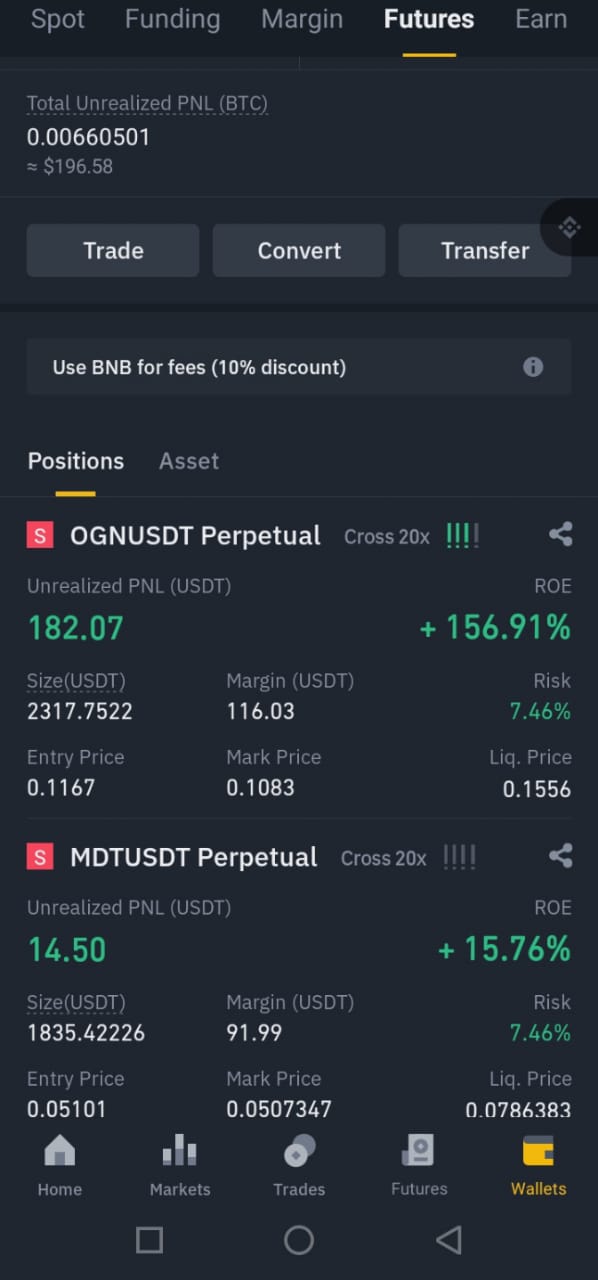 Spot Funding Margin Futures Earn
Total Unrealized PNL (BTC)
0.00660501
≈ $196.58
Trade Convert Transfer
Use BNB for fees (10% discount)
Positions Asset
S OGNUSDT Perpetual Cross 20x !!!!
Unrealized PNL (USDT) ROE
182.07 + 156.91%
Size(USDT) Margin (USDT) Risk
2317.7522 116.03 7.46%
Entry Price Mark Price Liq. Price
0.1167 0.1083 0.1556
S MDTUSDT Perpetual Cross 20x !!!!
Unrealized PNL (USDT) ROE
14.50 + 15.76%
Size(USDT) Margin (USDT) Risk
1835.42226 91.99 7.46%
Entry Price Mark Price Liq. Price
0.05101 0.0507347 0.0786383
Home Markets Trades Futures Wallets